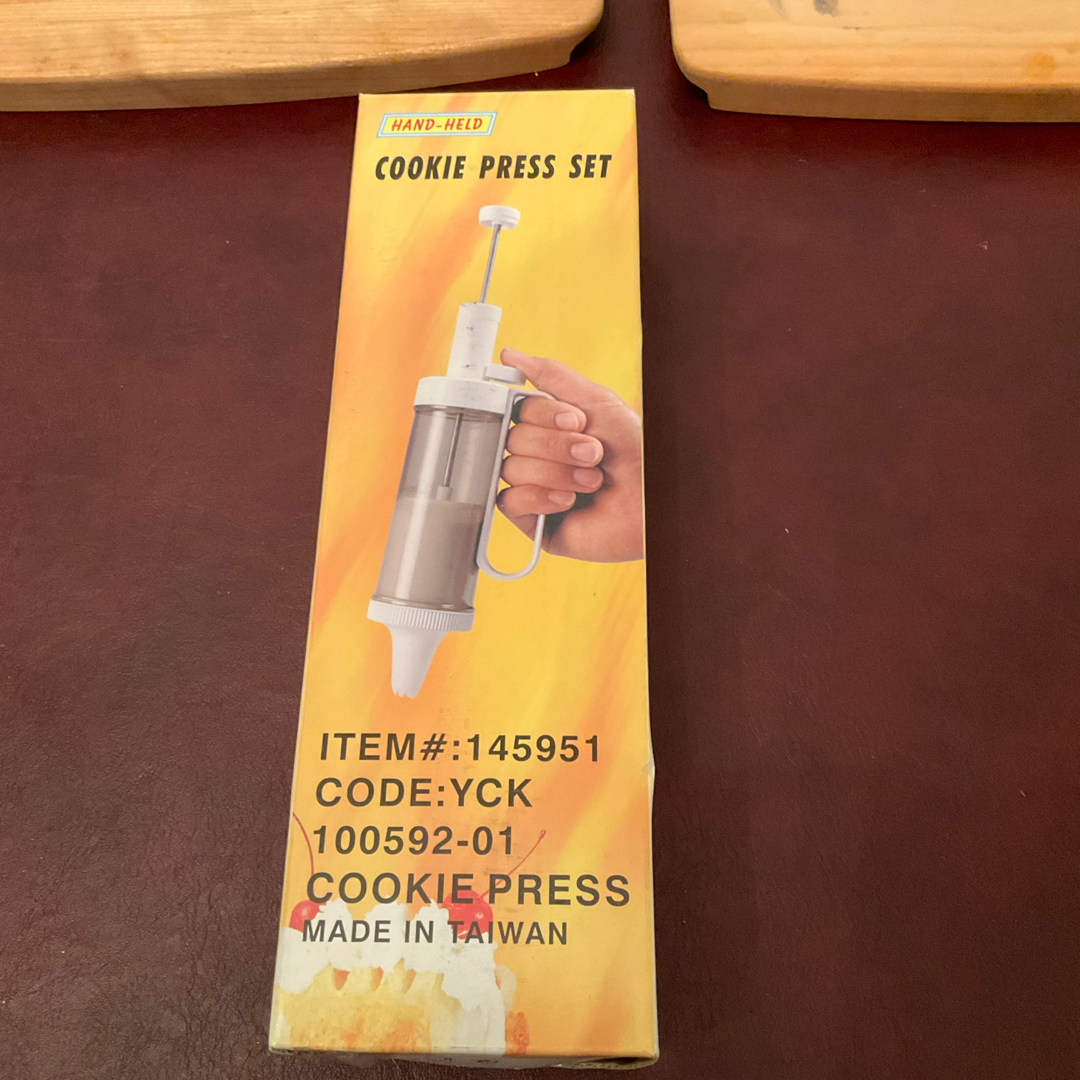 HAND-HELD
COOKIE PRESS SET
ITEM#:145951
CODE:YCK
100592-01
COOKIE PRESS
MADE IN TAIWAN